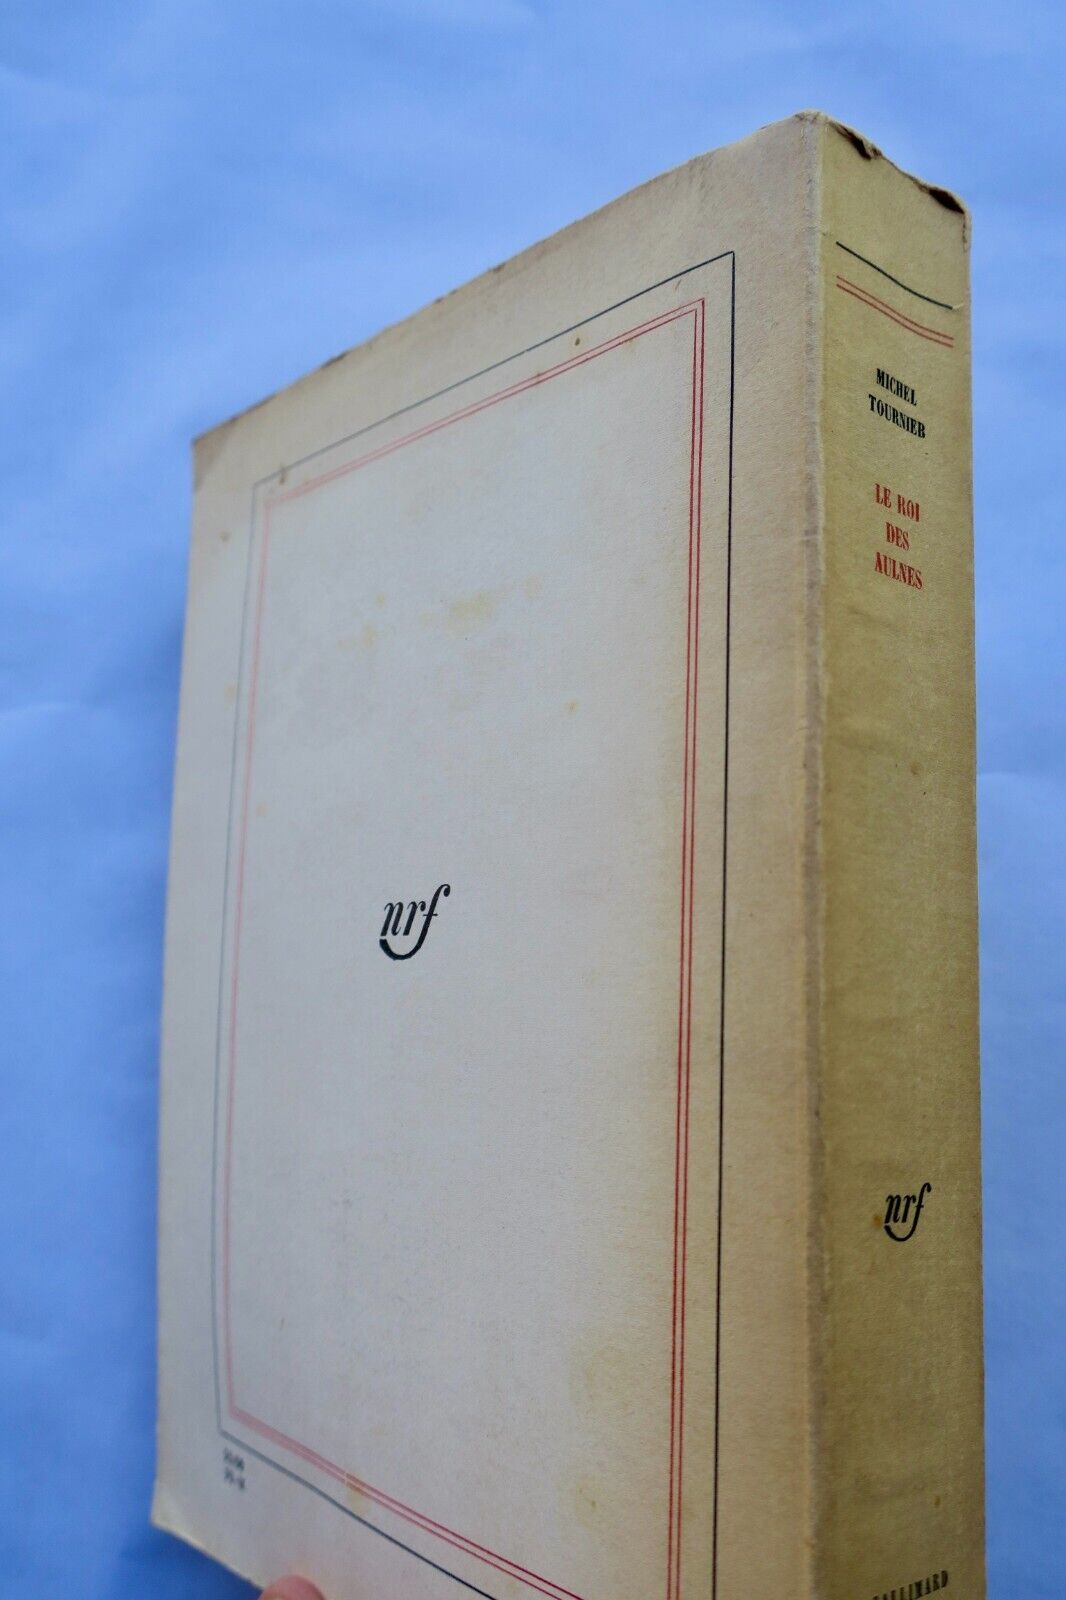 MICHEL
TOURNIER
LE ROI
DES
AULNES
nrf
nrf